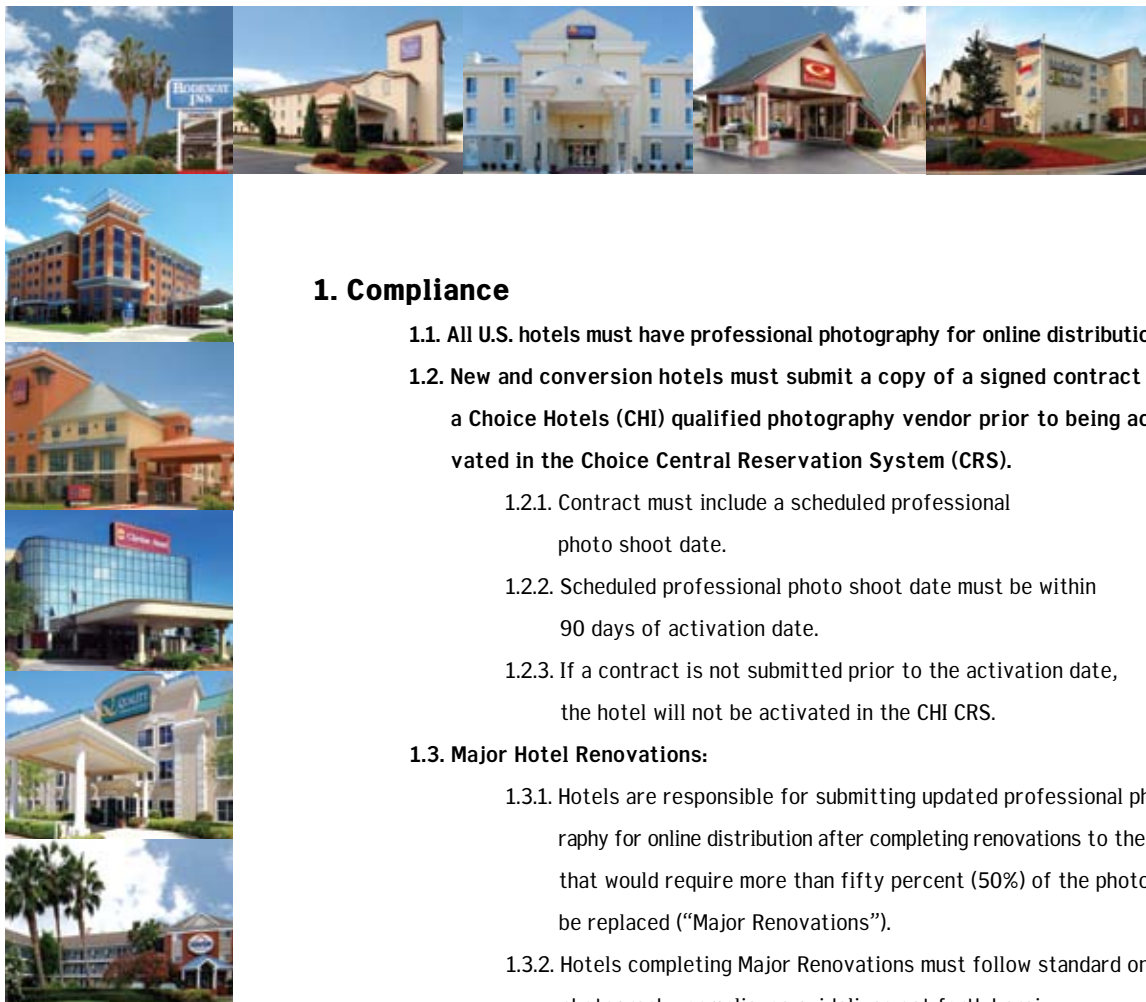 RODEWAY
INN
QUALITY
1. Compliance
1.1. All U.S. hotels must have professional photography for online distributio
1.2. New and conversion hotels must submit a copy of a signed contract
a Choice Hotels (CHI) qualified photography vendor prior to being ac
vated in the Choice Central Reservation System (CRS).
1.2.1. Contract must include a scheduled professional
photo shoot date.
1.2.2. Scheduled professional photo shoot date must be within
90 days of activation date.
1.2.3. If a contract is not submitted prior to the activation date,
the hotel will not be activated in the CHI CRS.
1.3. Major Hotel Renovations:
1.3.1. Hotels are responsible for submitting updated professional ph
raphy for online distribution after completing renovations to the
that would require more than fifty percent (50%) of the photo
be replaced (“Major Renovations”).
1.3.2. Hotels completing Major Renovations must follow standard on